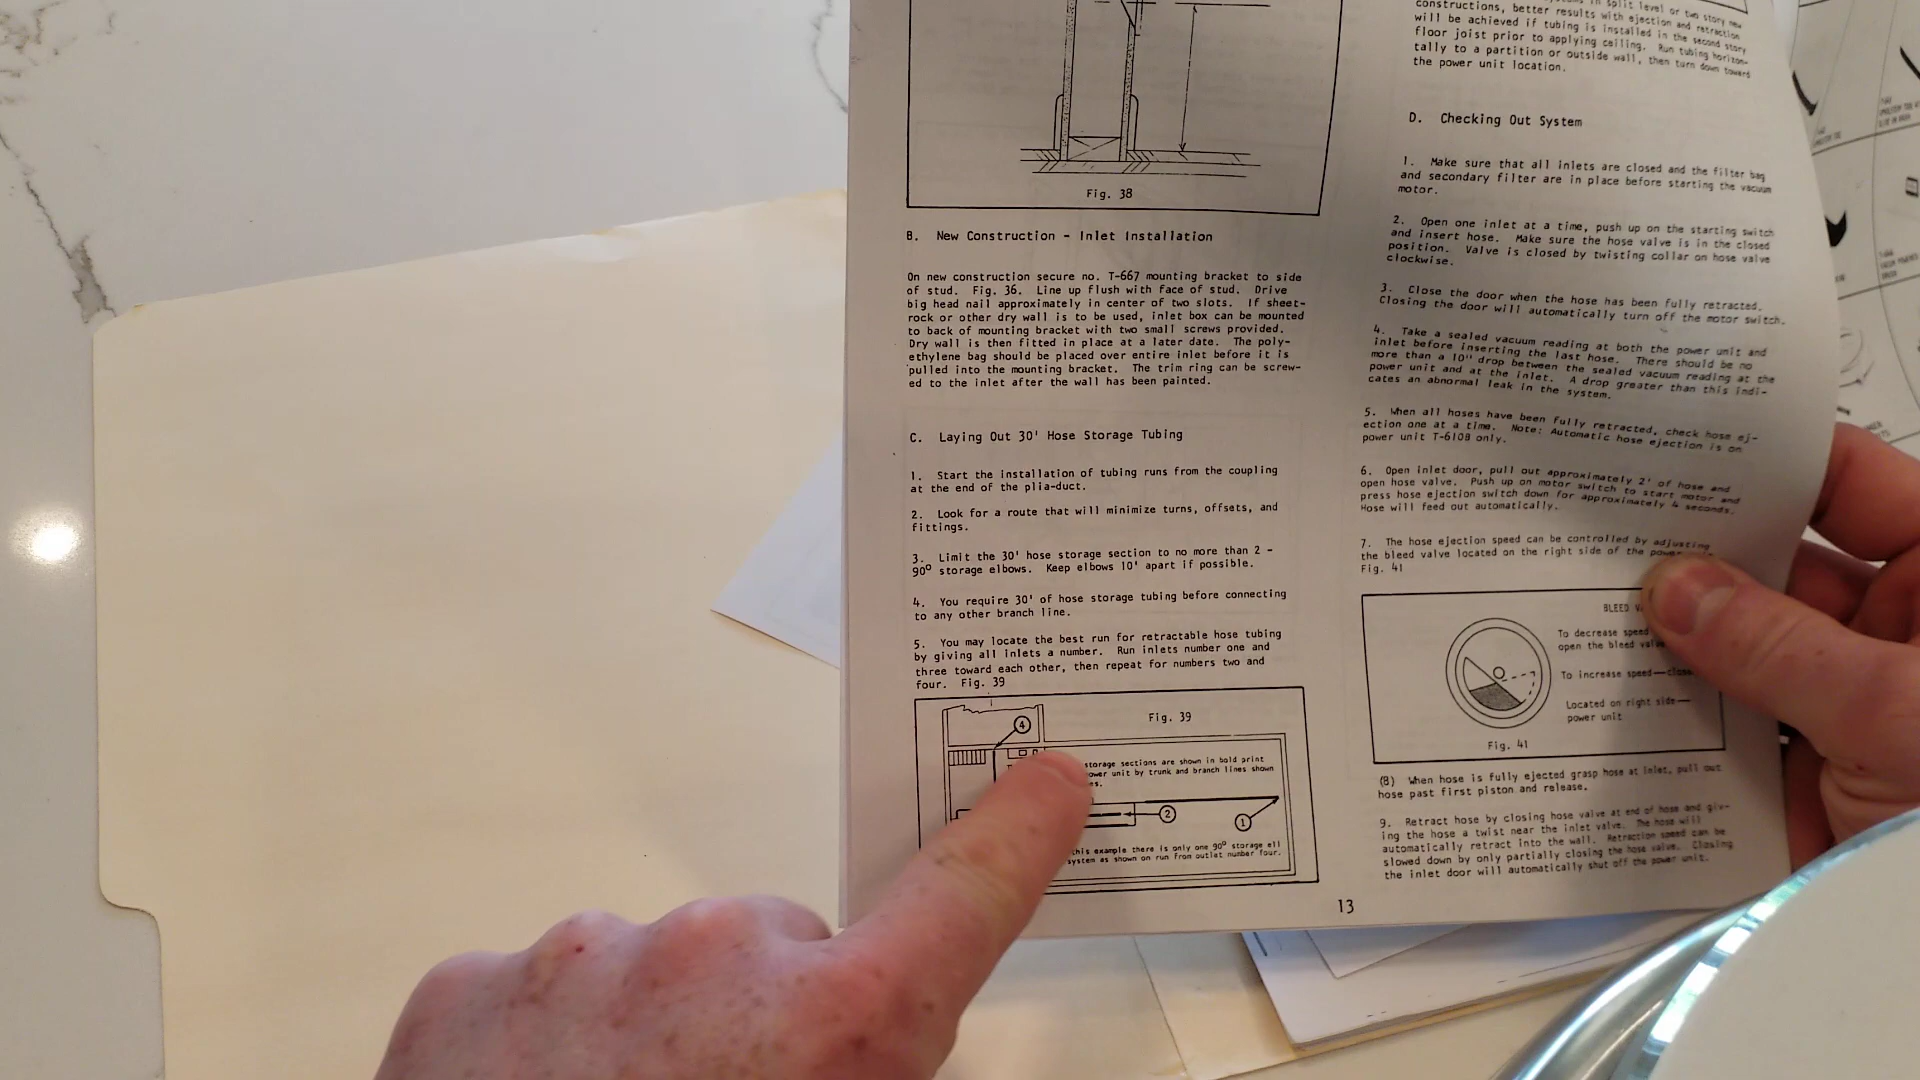 Fig. 38
B. New Construction - Inlet Installation
On new construction secure no. T-667 mounting bracket to side
of stud. Fig. 36. Line up flush with face of stud. Drive
big head nail approximately in center of two slots. If sheet-
rock or other dry wall is to be used, inlet box can be mounted
to back of mounting bracket with two small screws provided.
Dry wall is then fitted in place at a later date. The poly-
ethylene bag should be placed over entire inlet before it is
pulled into the mounting bracket. The trim ring can be screw-
ed to the inlet after the wall has been painted.
C. Laying Out 30' Hose Storage Tubing
1. Start the installation of tubing runs from the coupling
at the end of the plia-duct.
2. Look for a route that will minimize turns, offsets, and
fittings.
3. Limit the 30' hose storage section to no more than 2 -
90° storage elbows. Keep elbows 10' apart if possible.
4. You require 30' of hose storage tubing before connecting
to any other branch line.
5. You may locate the best run for retractable hose tubing
by giving all inlets a number. Run inlets number one and
three toward each other, then repeat for numbers two and
four. Fig. 39
4
Fig. 39
storage sections are shown in bold print
power unit by trunk and branch lines shown
2
1
this example there is only one 90° storage ell
system as shown on run from outlet number four.
13
in split level or two story new
constructions, better results with ejection and retraction
will be achieved if tubing is installed in the second story
floor joist prior to applying ceiling. Run tubing horizon-
tally to a partition or outside wall, then turn down toward
the power unit location.
D. Checking Out System
1. Make sure that all inlets are closed and the filter bag
and secondary filter are in place before starting the vacuum
motor.
2. Open one inlet at a time, push up on the starting switch
and insert hose. Make sure the hose valve is in the closed
position. Valve is closed by twisting collar on hose valve
clockwise.
3. Close the door when the hose has been fully retracted.
Closing the door will automatically turn off the motor switch.
4. Take a sealed vacuum reading at both the power unit and
inlet before inserting the last hose. There should be no
more than a 10" drop between the sealed vacuum reading at the
power unit and at the inlet. A drop greater than this indi-
cates an abnormal leak in the system.
5. When all hoses have been fully retracted, check hose ej-
ection one at a time. Note: Automatic hose ejection is on
power unit T-610B only.
6. Open inlet door, pull out approximately 2' of hose and
open hose valve. Push up on motor switch to start motor and
press hose ejection switch down for approximately 4 seconds.
Hose will feed out automatically.
7. The hose ejection speed can be controlled by adjusting
the bleed valve located on the right side of the power
Fig. 41
BLEED
To decrease speed
open the bleed valve
To increase speed—close
Located on right side—
power unit
Fig. 41
(8) When hose is fully ejected grasp hose at inlet, pull out
hose past first piston and release.
9. Retract hose by closing hose valve at end of hose and giv-
ing the hose a twist near the inlet valve. The hose will
automatically retract into the wall. Retraction speed can be
slowed down by only partially closing the hose valve. Closing
the inlet door will automatically shut off the power unit.